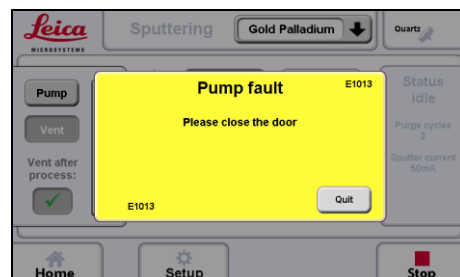 Leica
MICROSYSTEMS
Sputtering
Gold Palladium
Quartz
Pump fault
E1013
Please close the door
E1013
Quit
Pump
Vent
Vent after
process:
Status
idle
Purge cycles
2
Sputter current
60mA
Home
Setup
Stop